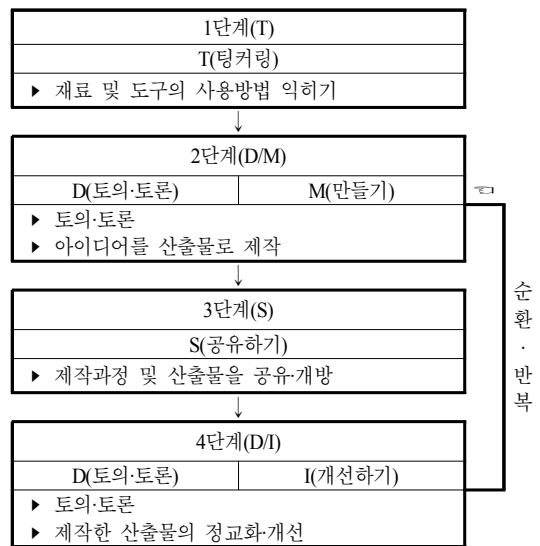 1단계(T)
T(팅커링)
▶ 재료 및 도구의 사용방법 익히기
↓
2단계(D/M)
D(토의·토론) M(만들기) ☜
▶ 토의·토론
▶ 아이디어를 산출물로 제작
↓
3단계(S)
S(공유하기)
▶ 제작과정 및 산출물을 공유·개방
↓
4단계(D/I)
D(토의·토론) I(개선하기)
▶ 토의·토론
▶ 제작한 산출물의 정교화·개선
순환·반복